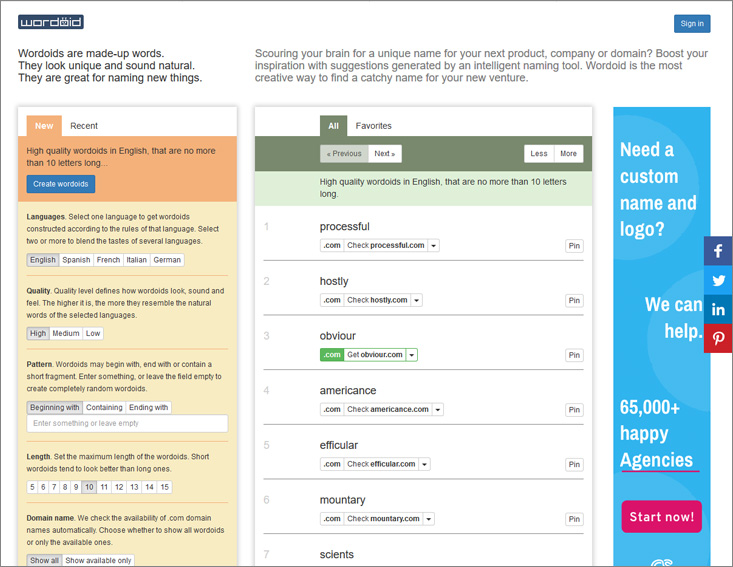 wordoid
Sign in
Wordoids are made-up words.
They look unique and sound natural.
They are great for naming new things.
Scouring your brain for a unique name for your next product, company or domain? Boost your
inspiration with suggestions generated by an intelligent naming tool. Wordoid is the most
creative way to find a catchy name for your new venture.
New Recent
High quality wordoids in English, that are no more
than 10 letters long...
Create wordoids
Languages. Select one language to get wordoids
constructed according to the rules of that language. Select
two or more to blend the tastes of several languages.
English Spanish French Italian German
Quality. Quality level defines how wordoids look, sound and
feel. The higher it is, the more they resemble the natural
words of the selected languages.
High Medium Low
Pattern. Wordoids may begin with, end with or contain a
short fragment. Enter something, or leave the field empty to
create completely random wordoids.
Beginning with Containing Ending with
Enter something or leave empty
Length. Set the maximum length of the wordoids. Short
wordoids tend to look better than long ones.
5 6 7 8 9 10 11 12 13 14 15
Domain name. We check the availability of .com domain
names automatically. Choose whether to show all wordoids
or only the available ones.
Show all Show available only
All Favorites
« Previous Next » Less More
High quality wordoids in English, that are no more than 10 letters
long.
1 processful
.com Check processful.com Pin
2 hostly
.com Check hostly.com Pin
3 obviour
.com Get obviour.com Pin
4 americance
.com Check americance.com Pin
5 efficular
.com Check efficular.com Pin
6 mountary
.com Check mountary.com Pin
7 scients
Need a
custom
name and
logo?
We can
help.
65,000+
happy
Agencies
Start now!